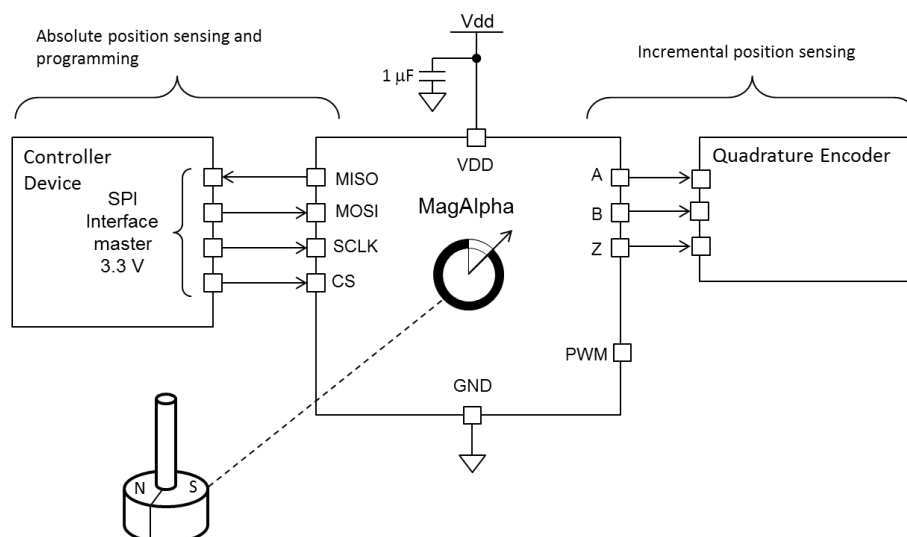 Absolute position sensing and
programming
Vdd
1 µF
Incremental position sensing
Controller
Device
SPI
Interface
master
3.3 V
MISO
MOSI
SCLK
CS
VDD
MagAlpha
GND
A
B
Z
PWM
Quadrature Encoder
N
S